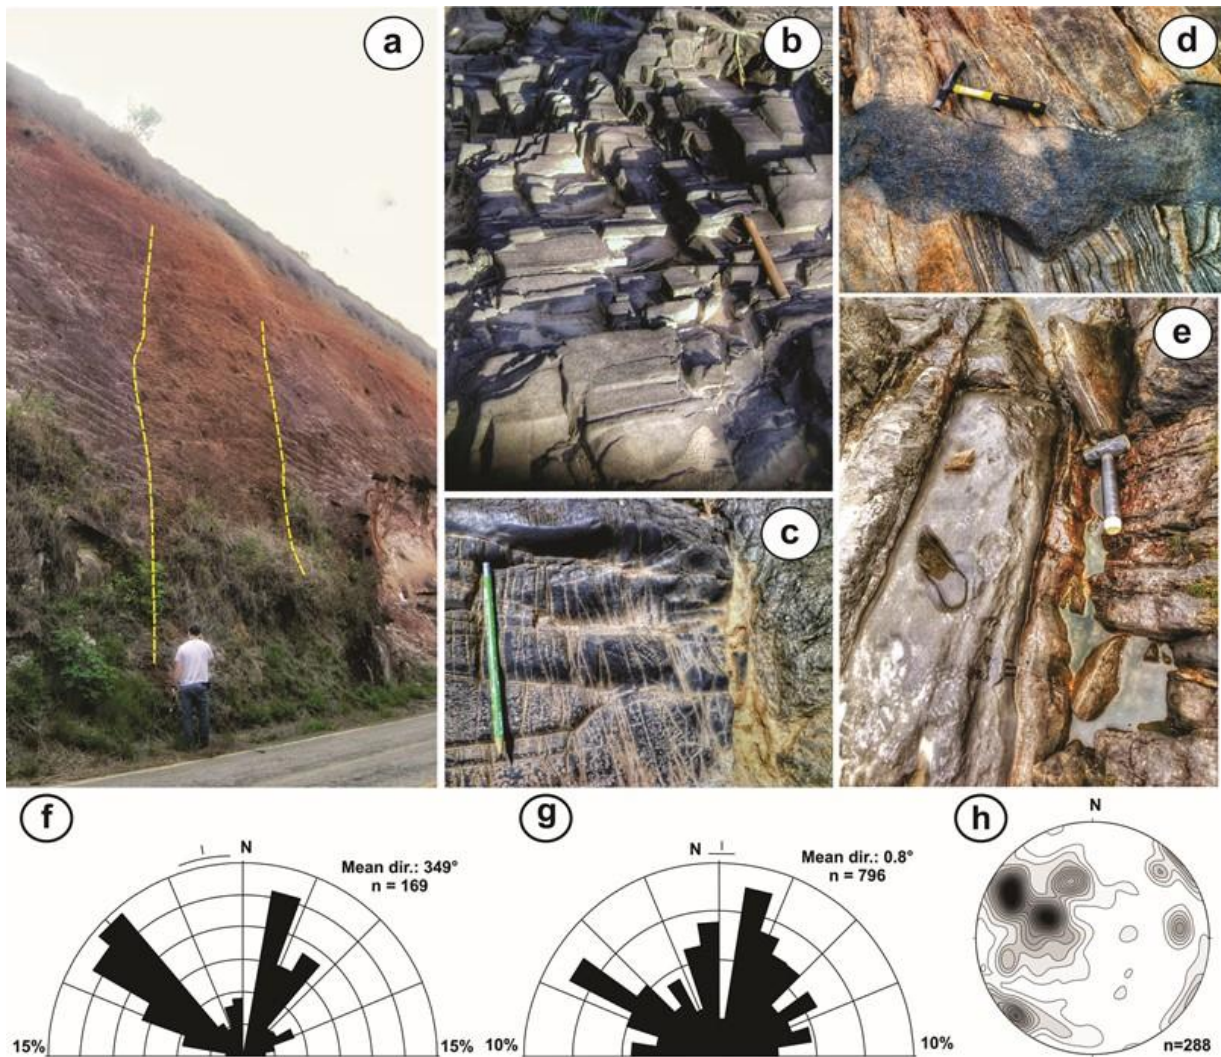 a
b
d
e
c
f
N
Mean dir.: 349°
n = 169
15%
15%
g
N
Mean dir.: 0.8°
n = 796
10%
10%
h
N
n=288